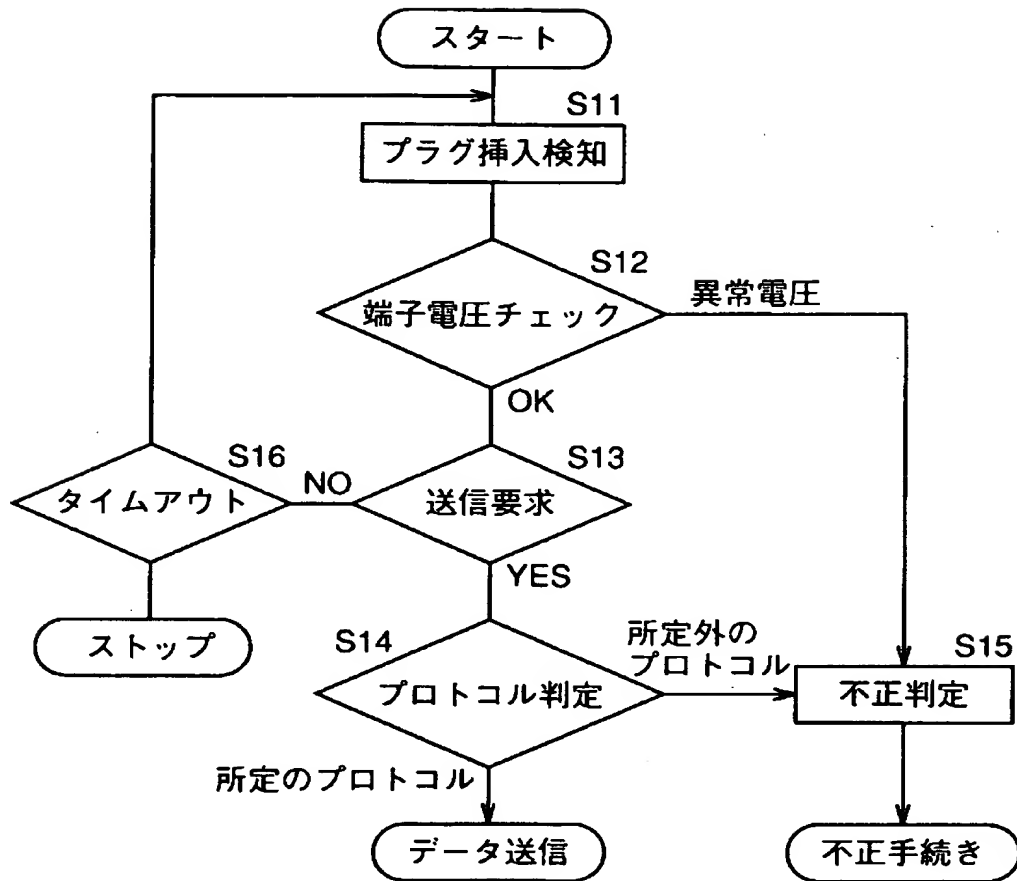 スタート
S11
プラグ挿入検知
S12
端子電圧チェック
異常電圧
OK
S16
タイムアウト
NO
S13
送信要求
YES
ストップ
S14
プロトコル判定
所定外の
プロトコル
S15
不正判定
所定のプロトコル
データ送信
不正手続き